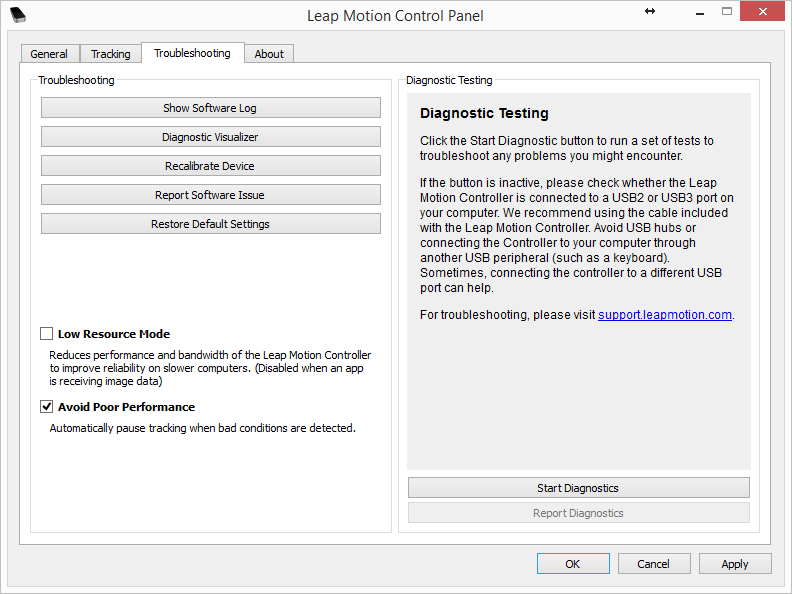 Leap Motion Control Panel
General
Tracking
Troubleshooting
About
Troubleshooting
Show Software Log
Diagnostic Visualizer
Recalibrate Device
Report Software Issue
Restore Default Settings
Low Resource Mode
Reduces performance and bandwidth of the Leap Motion Controller
to improve reliability on slower computers. (Disabled when an app
is receiving image data)
Avoid Poor Performance
Automatically pause tracking when bad conditions are detected.
Diagnostic Testing
Diagnostic Testing
Click the Start Diagnostic button to run a set of tests to
troubleshoot any problems you might encounter.
If the button is inactive, please check whether the Leap
Motion Controller is connected to a USB2 or USB3 port on
your computer. We recommend using the cable included
with the Leap Motion Controller. Avoid USB hubs or
connecting the Controller to your computer through
another USB peripheral (such as a keyboard).
Sometimes, connecting the controller to a different USB
port can help.
For troubleshooting, please visit support.leapmotion.com.
Start Diagnostics
Report Diagnostics
OK
Cancel
Apply